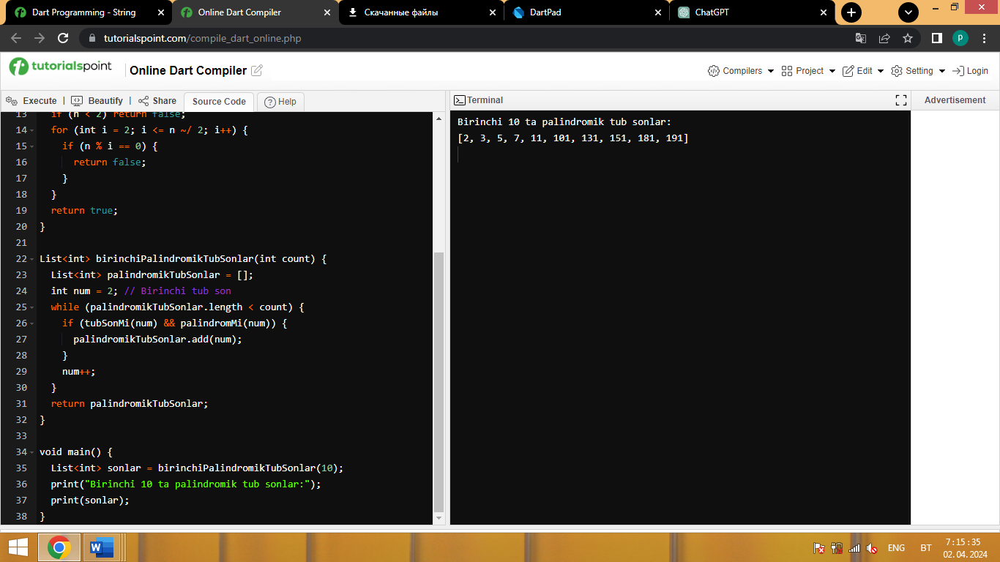 Dart Programming - String
Online Dart Compiler
Скачанные файлы
DartPad
ChatGPT
tutorialspoint.com/compile_dart_online.php
P
tutorialspoint
Online Dart Compiler
Compilers
Project
Edit
Setting
Login
Execute | Beautify | Share
Source Code
Help
Terminal
Advertisement
13 if (n < 2) return false;
14 for (int i = 2; i <= n ~/ 2; i++) {
15 if (n % i == 0) {
16 return false;
17 }
18 }
19 return true;
20 }
21
22 List<int> birinchiPalindromikTubSonlar(int count) {
23 List<int> palindromikTubSonlar = [];
24 int num = 2; // Birinchi tub son
25 while (palindromikTubSonlar.length < count) {
26 if (tubSonMi(num) && palindromMi(num)) {
27 palindromikTubSonlar.add(num);
28 }
29 num++;
30 }
31 return palindromikTubSonlar;
32 }
33
34 void main() {
35 List<int> sonlar = birinchiPalindromikTubSonlar(10);
36 print("Birinchi 10 ta palindromik tub sonlar:");
37 print(sonlar);
38 }
Birinchi 10 ta palindromik tub sonlar:
[2, 3, 5, 7, 11, 101, 131, 151, 181, 191]
W
ENG
BT
7:15:35
02.04.2024